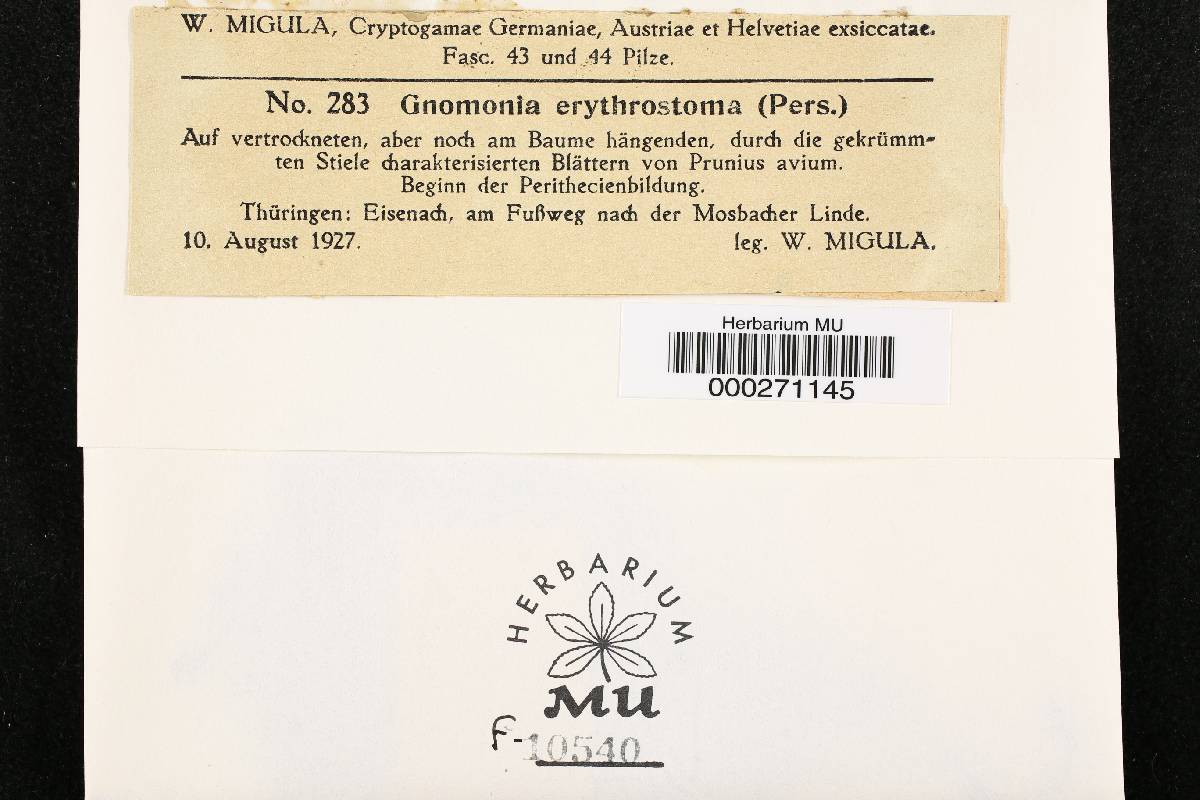 W. MIGULA, Cryptogamae Germaniae, Austriae et Helvetiae exsiccatae.
Fasc. 43 und 44 Pilze.
No. 283 Gnomonia erythrostoma (Pers.)
Auf vertrockneten, aber noch am Baume hängenden, durch die gekrümm-
ten Stiele charakterisierten Blättern von Prunius avium.
Beginn der Perithecienbildung.
Thüringen: Eisenach, am Fußweg nach der Mosbacher Linde.
10. August 1927. leg. W. MIGULA.
Herbarium MU
000271145
HERBARIUM
MU
F-10540